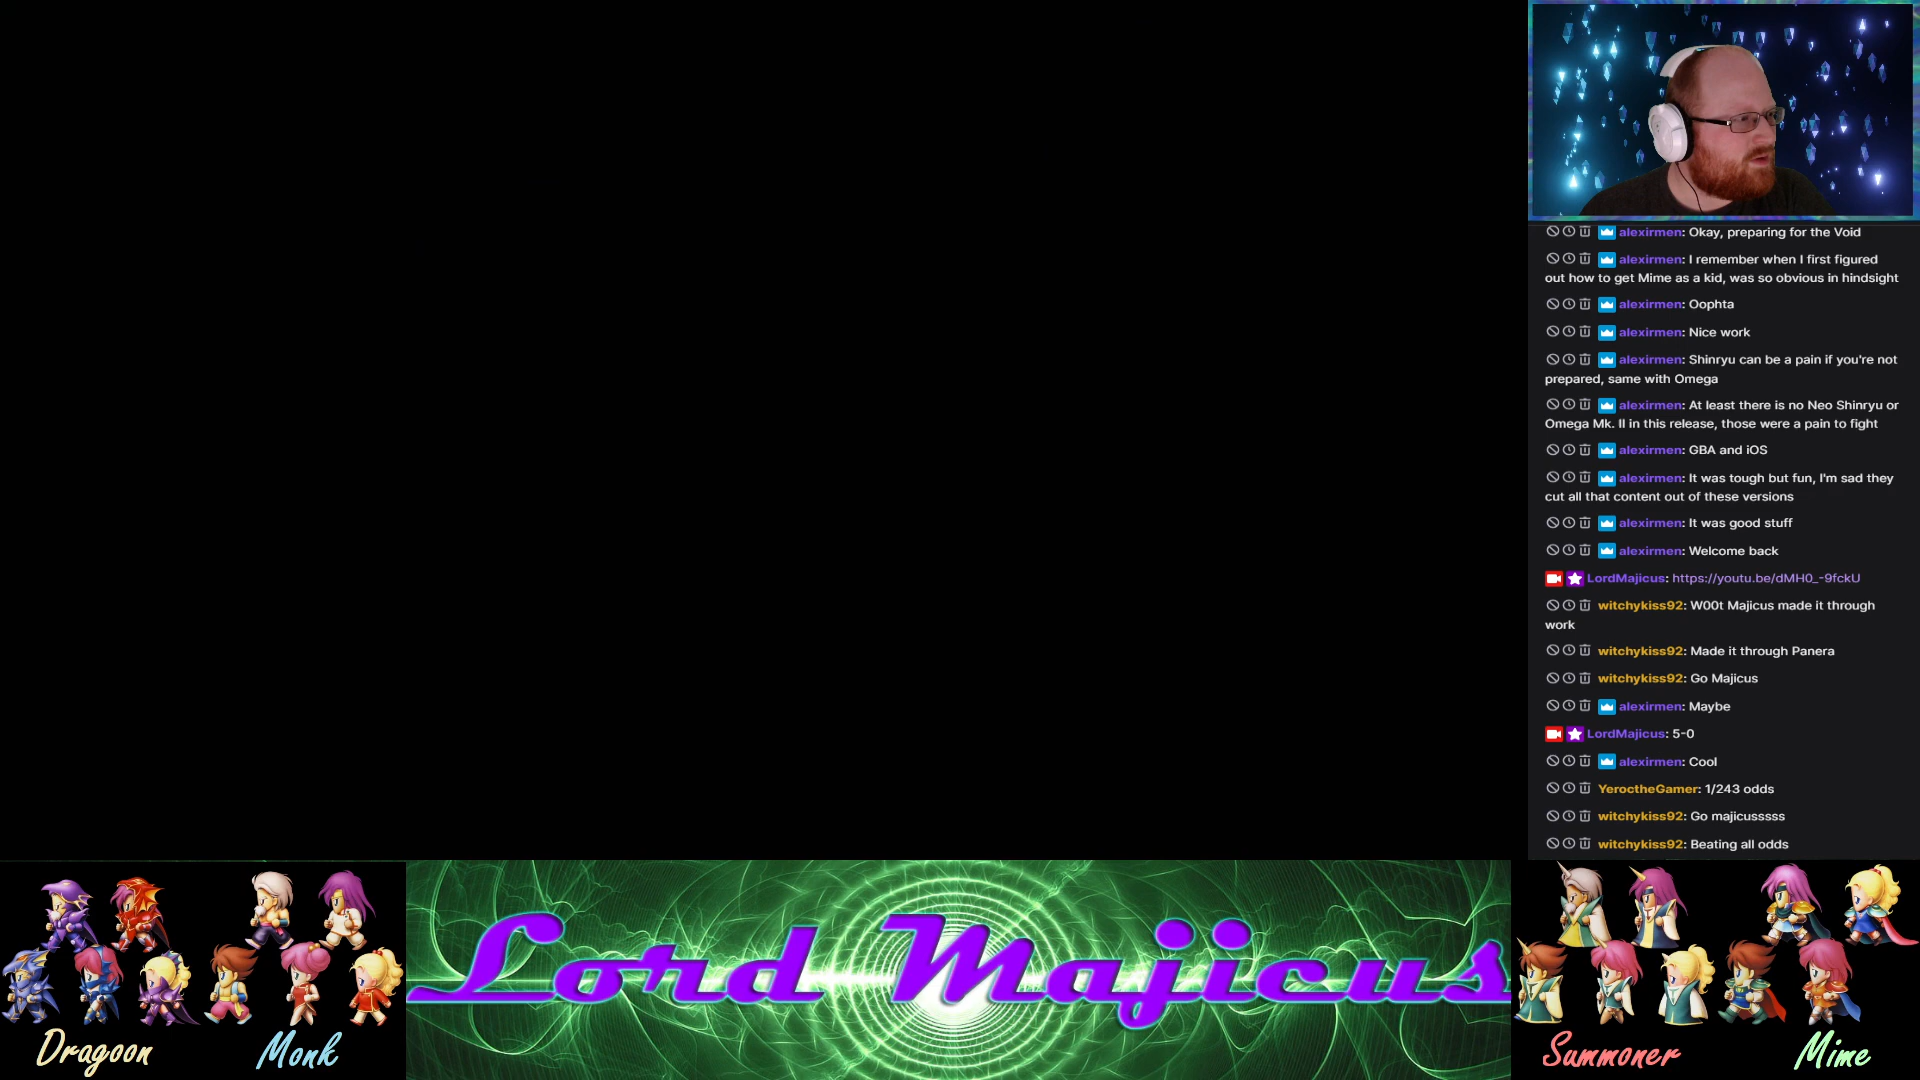 alexirmen: Okay, preparing for the Void
alexirmen: I remember when I first figured
out how to get Mime as a kid, was so obvious in hindsight
alexirmen: Oophta
alexirmen: Nice work
alexirmen: Shinryu can be a pain if you're not
prepared, same with Omega
alexirmen: At least there is no Neo Shinryu or
Omega Mk. II in this release, those were a pain to fight
alexirmen: GBA and iOS
alexirmen: It was tough but fun, I'm sad they
cut all that content out of these versions
alexirmen: It was good stuff
alexirmen: Welcome back
LordMajicus: https://youtu.be/dMH0_-9fckU
witchykiss92: W00t Majicus made it through
work
witchykiss92: Made it through Panera
witchykiss92: Go Majicus
alexirmen: Maybe
LordMajicus: 5-0
alexirmen: Cool
YeroctheGamer: 1/243 odds
witchykiss92: Go majicusssss
witchykiss92: Beating all odds
Lord Majicus
Dragoon
Monk
Summoner
Mime